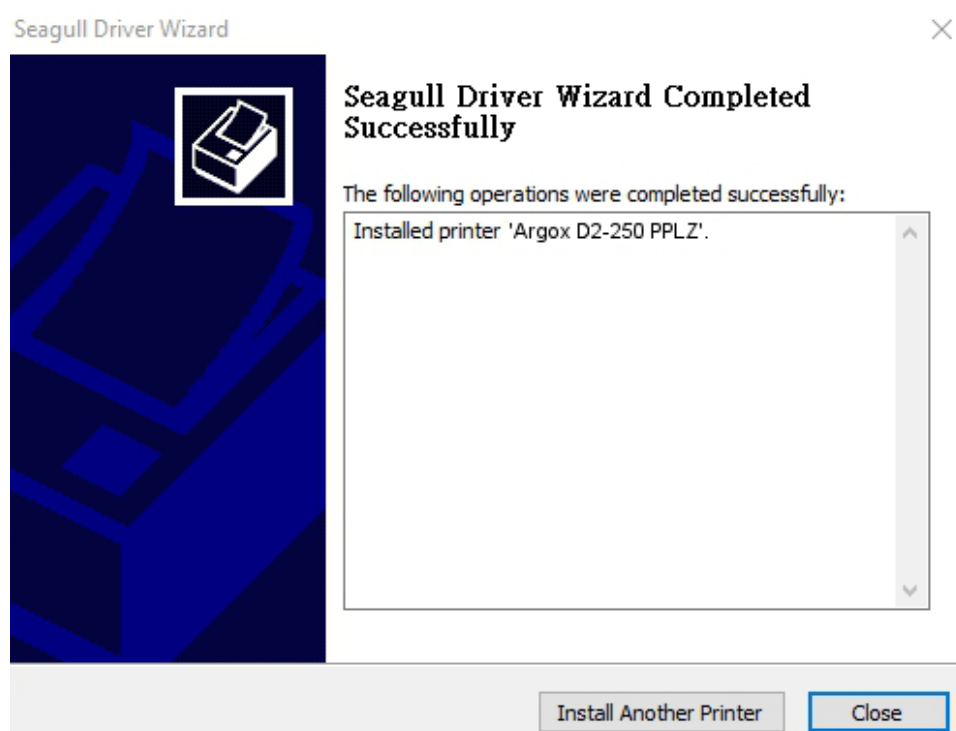 Seagull Driver Wizard
Seagull Driver Wizard Completed
Successfully
The following operations were completed successfully:
Installed printer 'Argox D2-250 PPLZ'.
Install Another Printer
Close